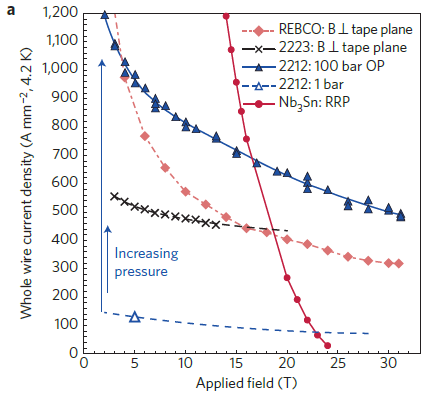 a
1,200
1,100
1,000
900
800
700
600
500
400
300
200
100
0
Whole wire current density (A mm⁻², 4.2 K)
REBCO: B ⊥ tape plane
2223: B ⊥ tape plane
2212: 100 bar OP
2212: 1 bar
Nb₃Sn: RRP
Increasing
pressure
0 5 10 15 20 25 30
Applied field (T)